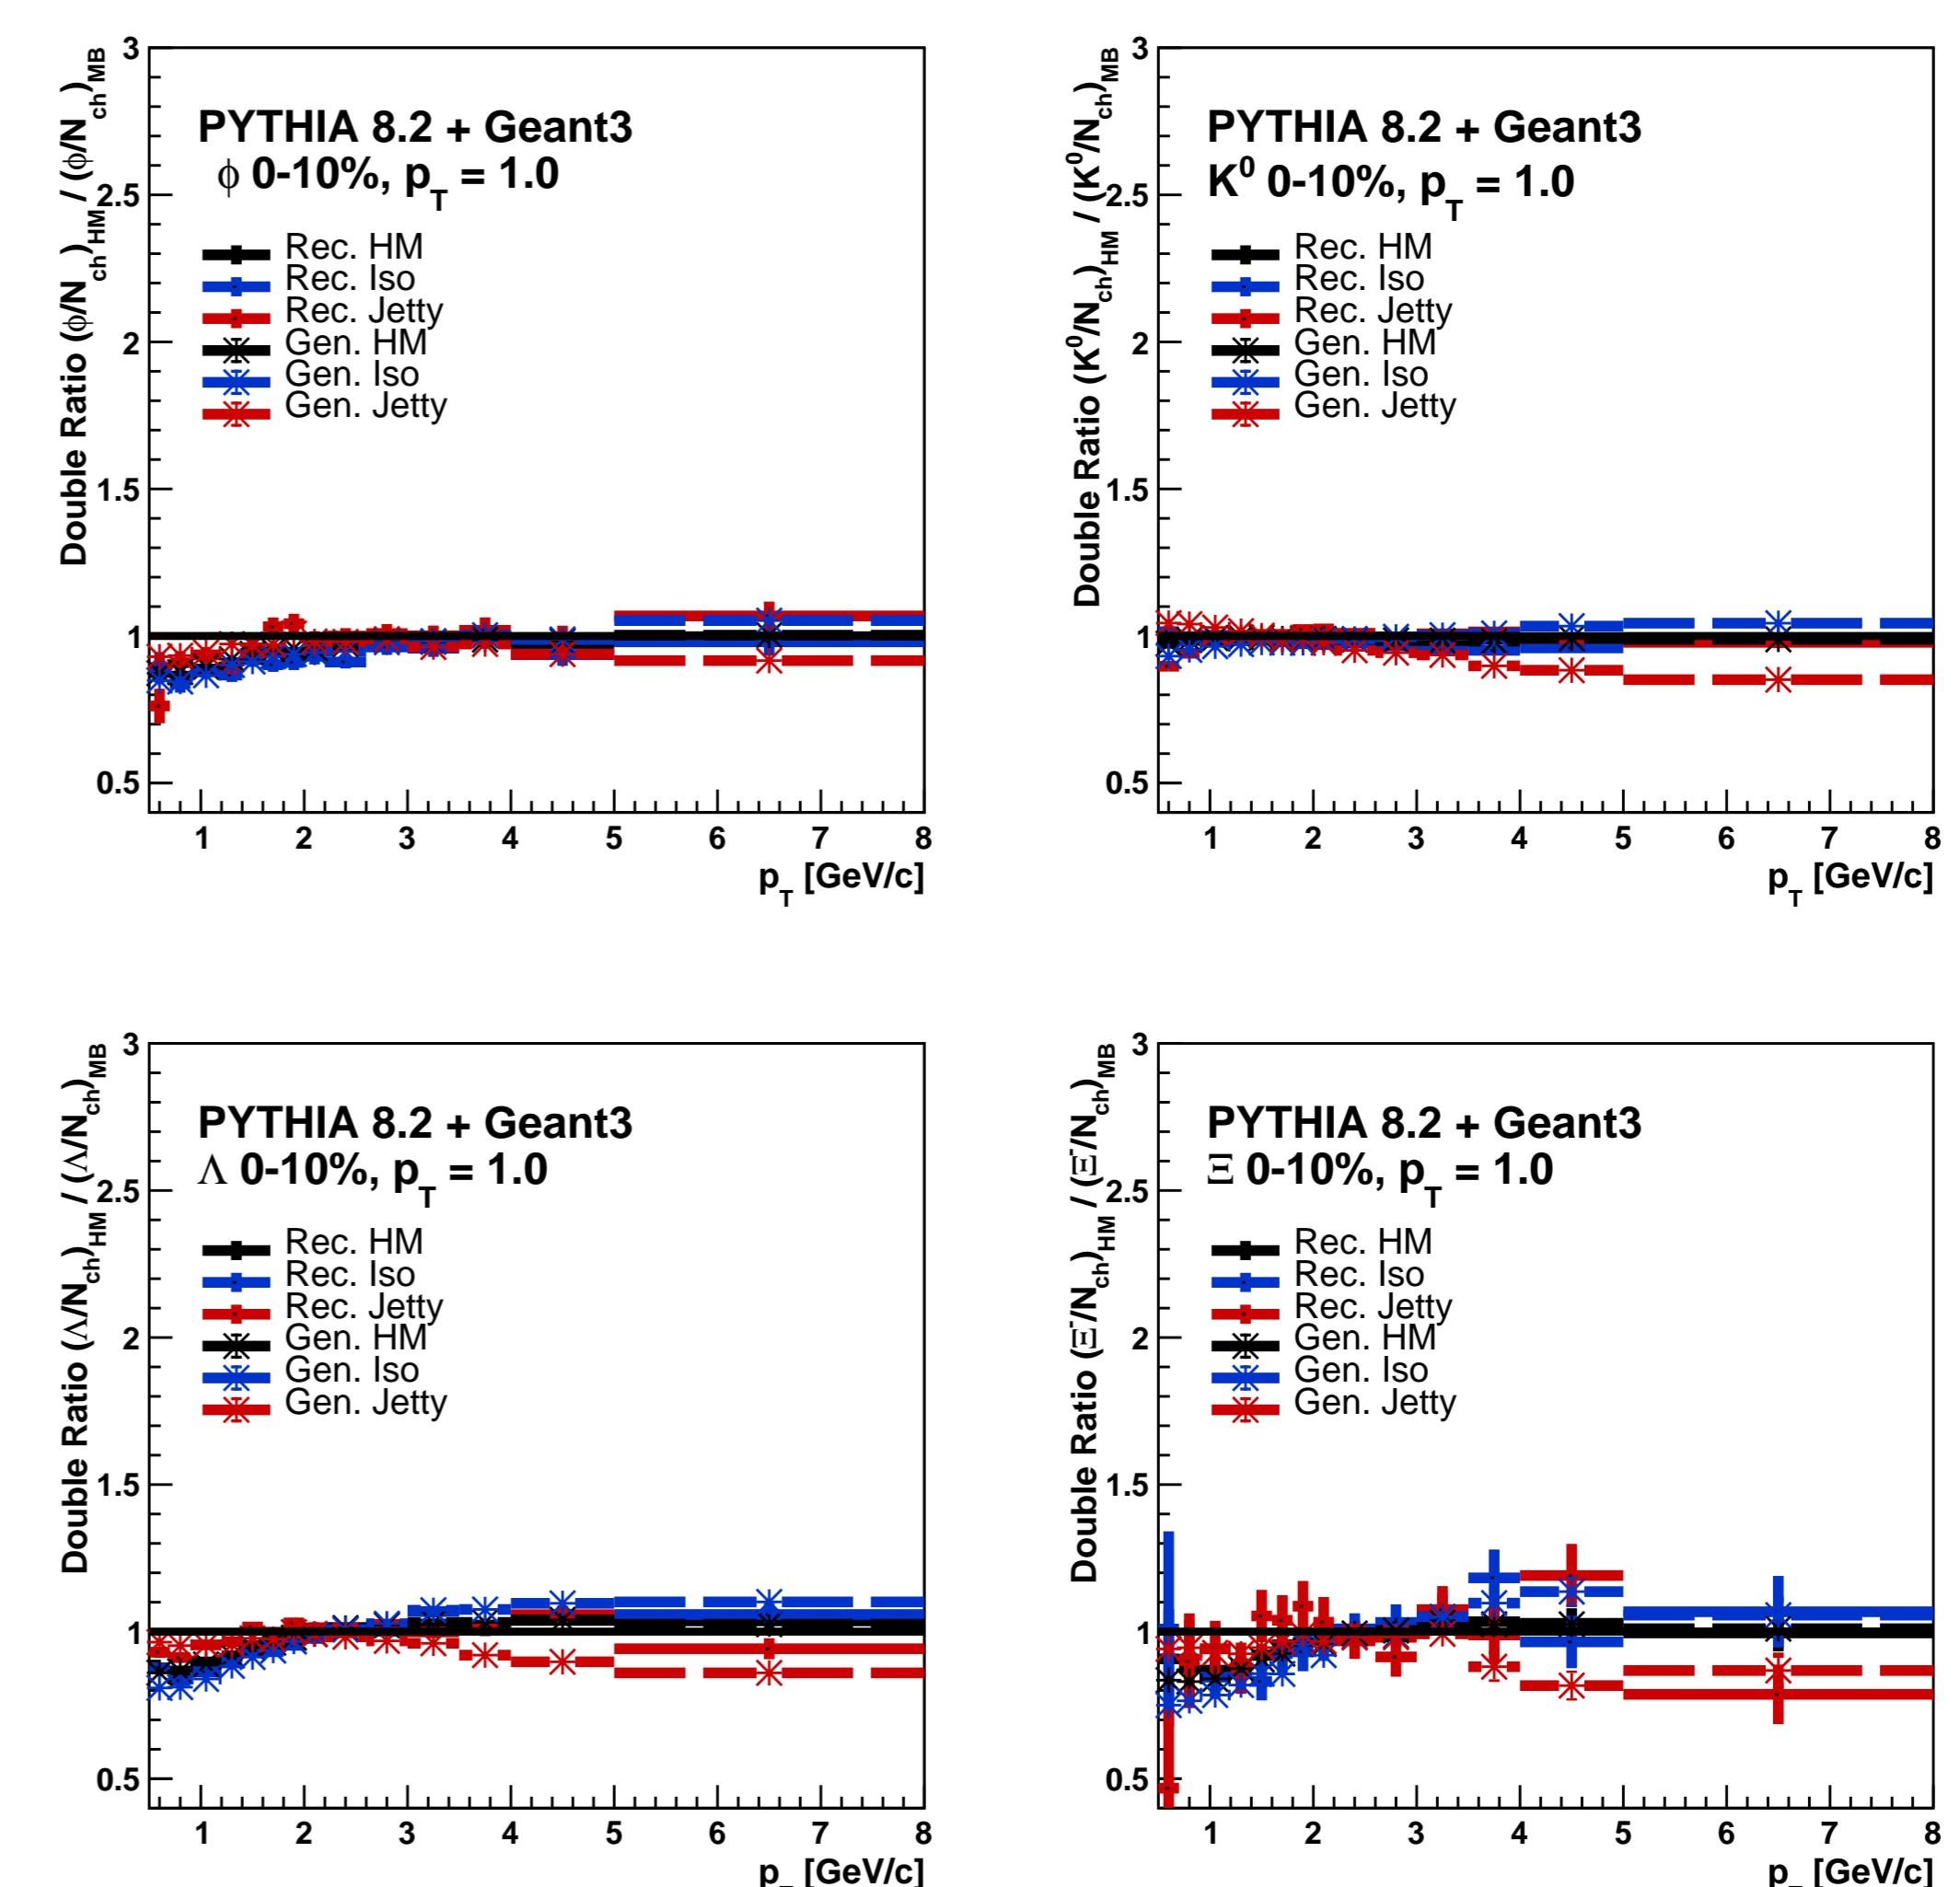 Double Ratio (ϕ/N_ch)_HM / (ϕ/N_ch)_MB
PYTHIA 8.2 + Geant3
ϕ 0-10%, p_T = 1.0
Rec. HM
Rec. Iso
Rec. Jetty
Gen. HM
Gen. Iso
Gen. Jetty
3
2.5
2
1.5
1
0.5
1 2 3 4 5 6 7 8
p_T [GeV/c]
Double Ratio (K^0/N_ch)_HM / (K^0/N_ch)_MB
PYTHIA 8.2 + Geant3
K^0 0-10%, p_T = 1.0
Rec. HM
Rec. Iso
Rec. Jetty
Gen. HM
Gen. Iso
Gen. Jetty
3
2.5
2
1.5
1
0.5
1 2 3 4 5 6 7 8
p_T [GeV/c]
Double Ratio (Λ/N_ch)_HM / (Λ/N_ch)_MB
PYTHIA 8.2 + Geant3
Λ 0-10%, p_T = 1.0
Rec. HM
Rec. Iso
Rec. Jetty
Gen. HM
Gen. Iso
Gen. Jetty
3
2.5
2
1.5
1
0.5
1 2 3 4 5 6 7 8
p_T [GeV/c]
Double Ratio (Ξ^-/N_ch)_HM / (Ξ^-/N_ch)_MB
PYTHIA 8.2 + Geant3
Ξ 0-10%, p_T = 1.0
Rec. HM
Rec. Iso
Rec. Jetty
Gen. HM
Gen. Iso
Gen. Jetty
3
2.5
2
1.5
1
0.5
1 2 3 4 5 6 7 8
p_T [GeV/c]